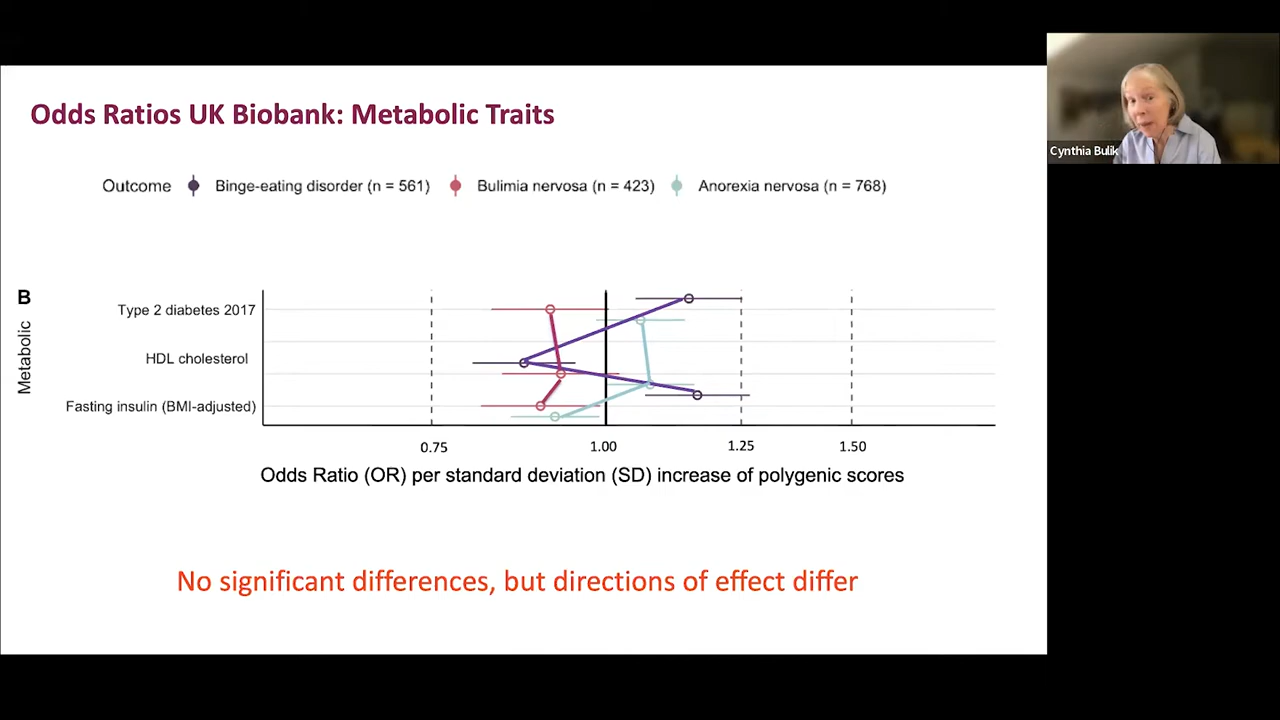 Odds Ratios UK Biobank: Metabolic Traits
Cynthia Bulik
Outcome Binge-eating disorder (n = 561) Bulimia nervosa (n = 423) Anorexia nervosa (n = 768)
B
Metabolic
Type 2 diabetes 2017
HDL cholesterol
Fasting insulin (BMI-adjusted)
0.75 1.00 1.25 1.50
Odds Ratio (OR) per standard deviation (SD) increase of polygenic scores
No significant differences, but directions of effect differ